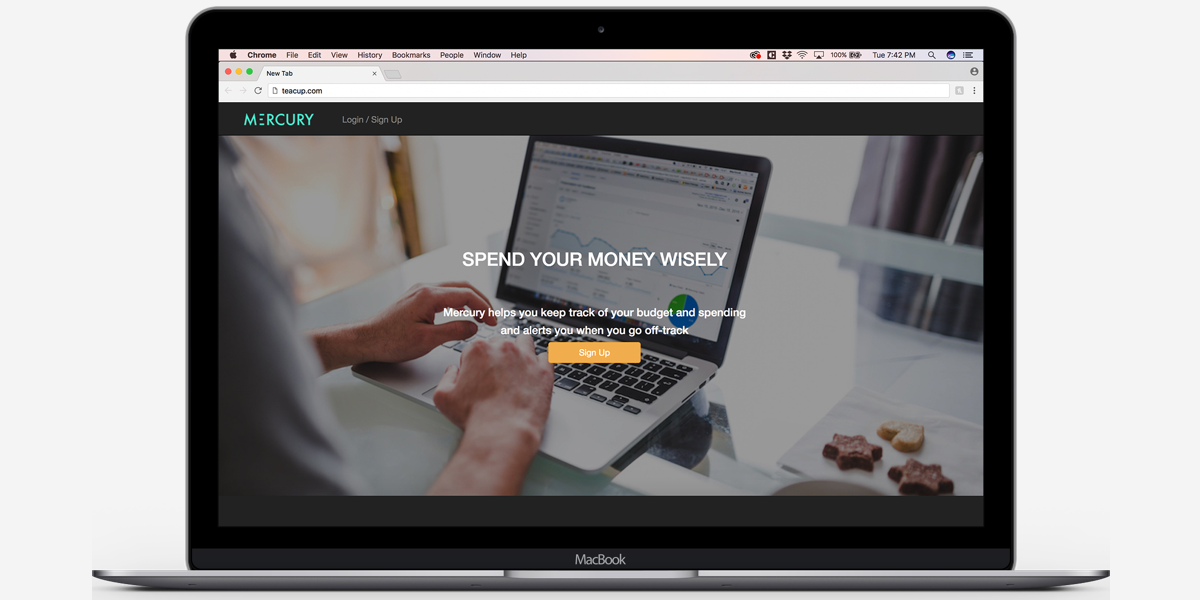 Chrome File Edit View History Bookmarks People Window Help 100% Tue 7:42 PM
New Tab
teacup.com
MERCURY Login / Sign Up
SPEND YOUR MONEY WISELY
Mercury helps you keep track of your budget and spending
and alerts you when you go off-track
Sign Up
MacBook